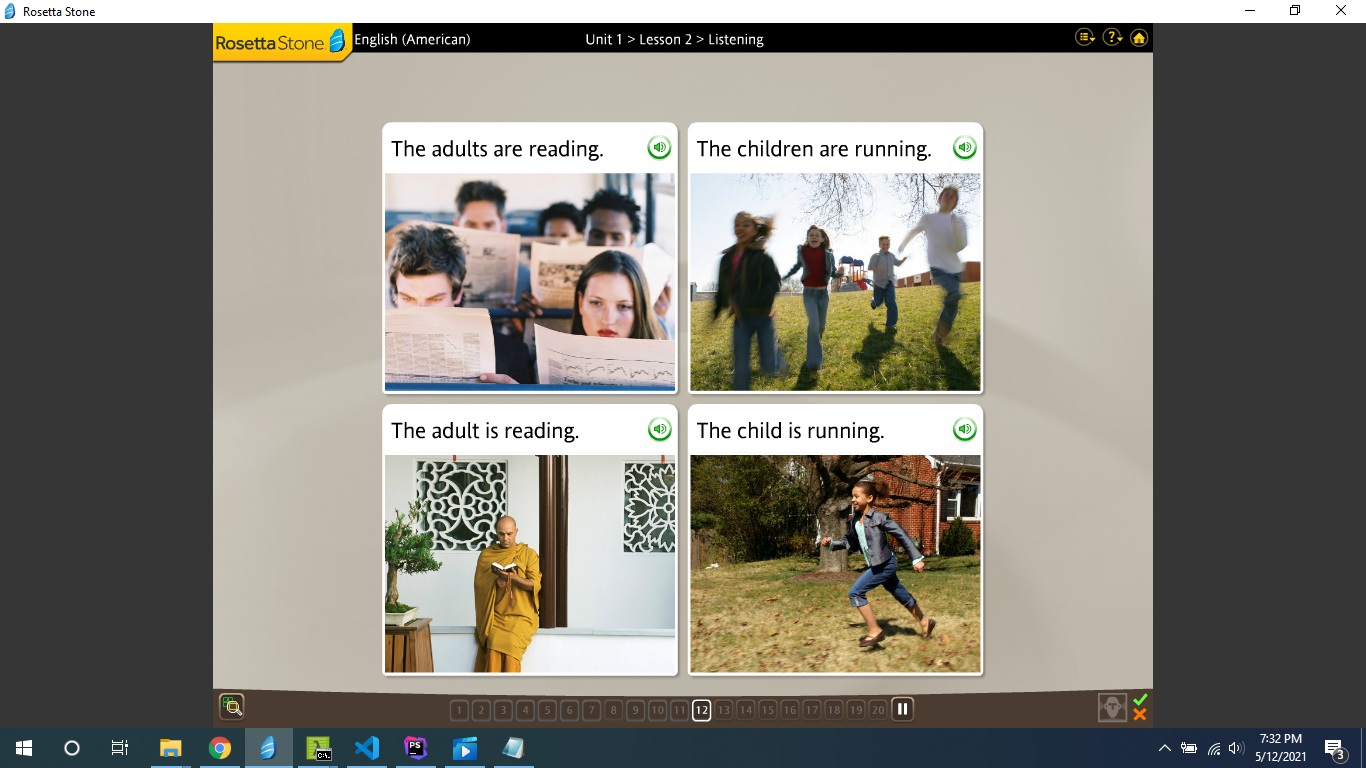 Rosetta Stone
RosettaStone
English (American)
Unit 1 > Lesson 2 > Listening
?
The adults are reading.
The children are running.
The adult is reading.
The child is running.
1 2 3 4 5 6 7 8 9 10 11 12 13 14 15 16 17 18 19 20
C:\.
PS
7:32 PM
5/12/2021
3